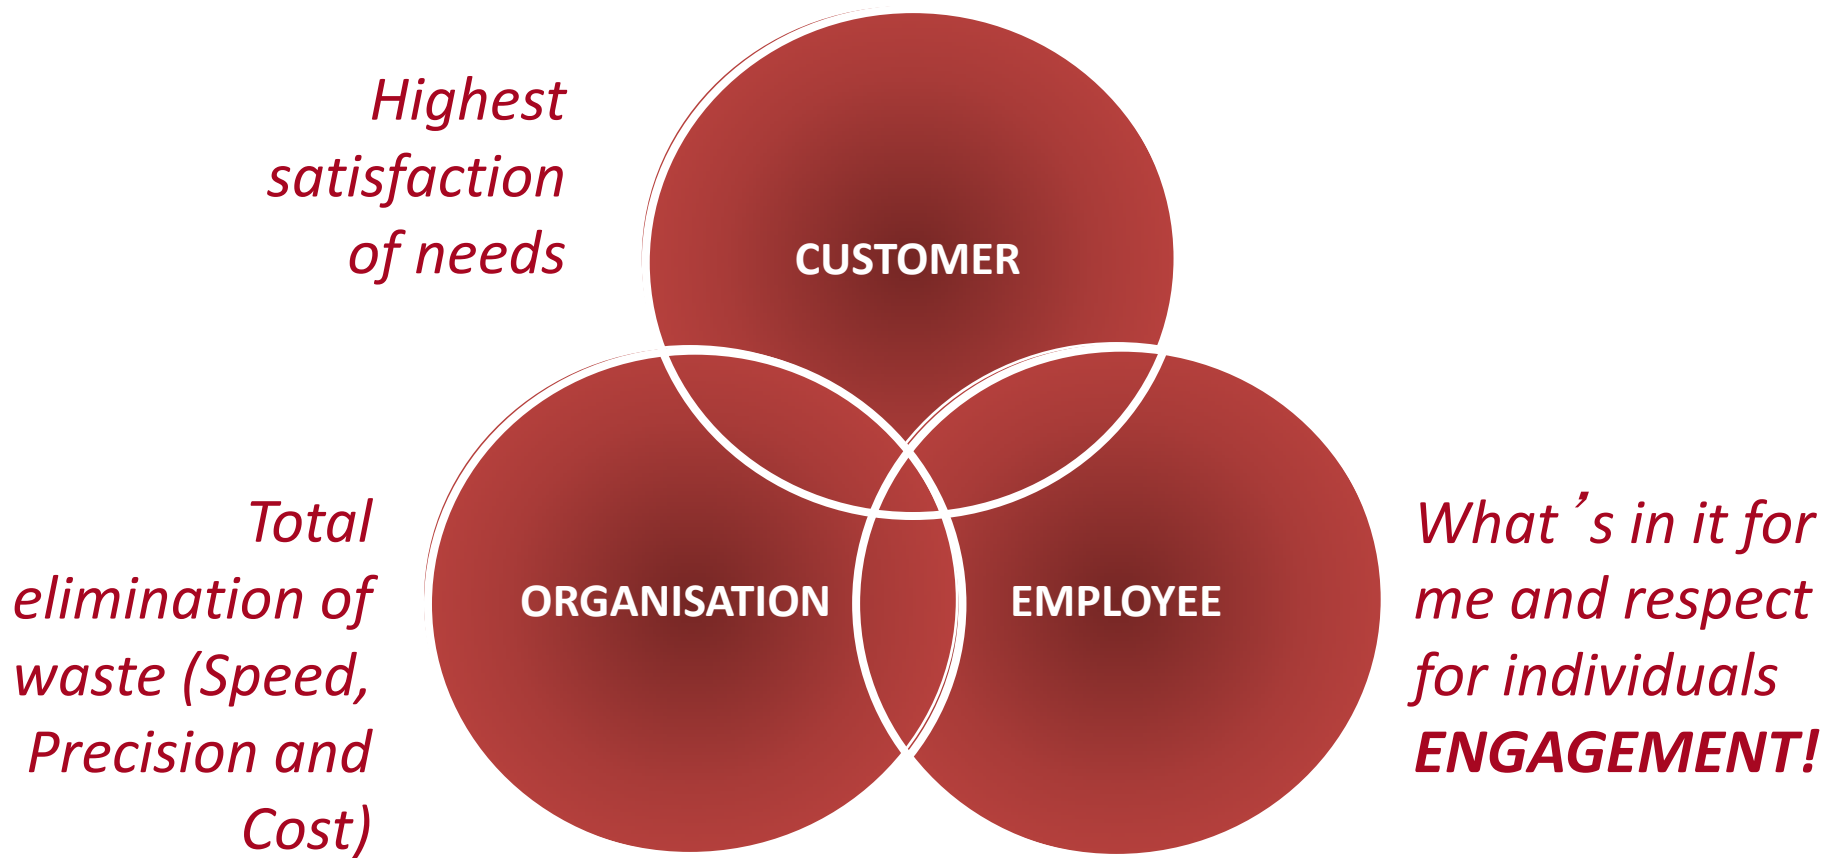 Highest
satisfaction
of needs
CUSTOMER
Total
elimination of
waste (Speed,
Precision and
Cost)
ORGANISATION
EMPLOYEE
What’s in it for
me and respect
for individuals
ENGAGEMENT!